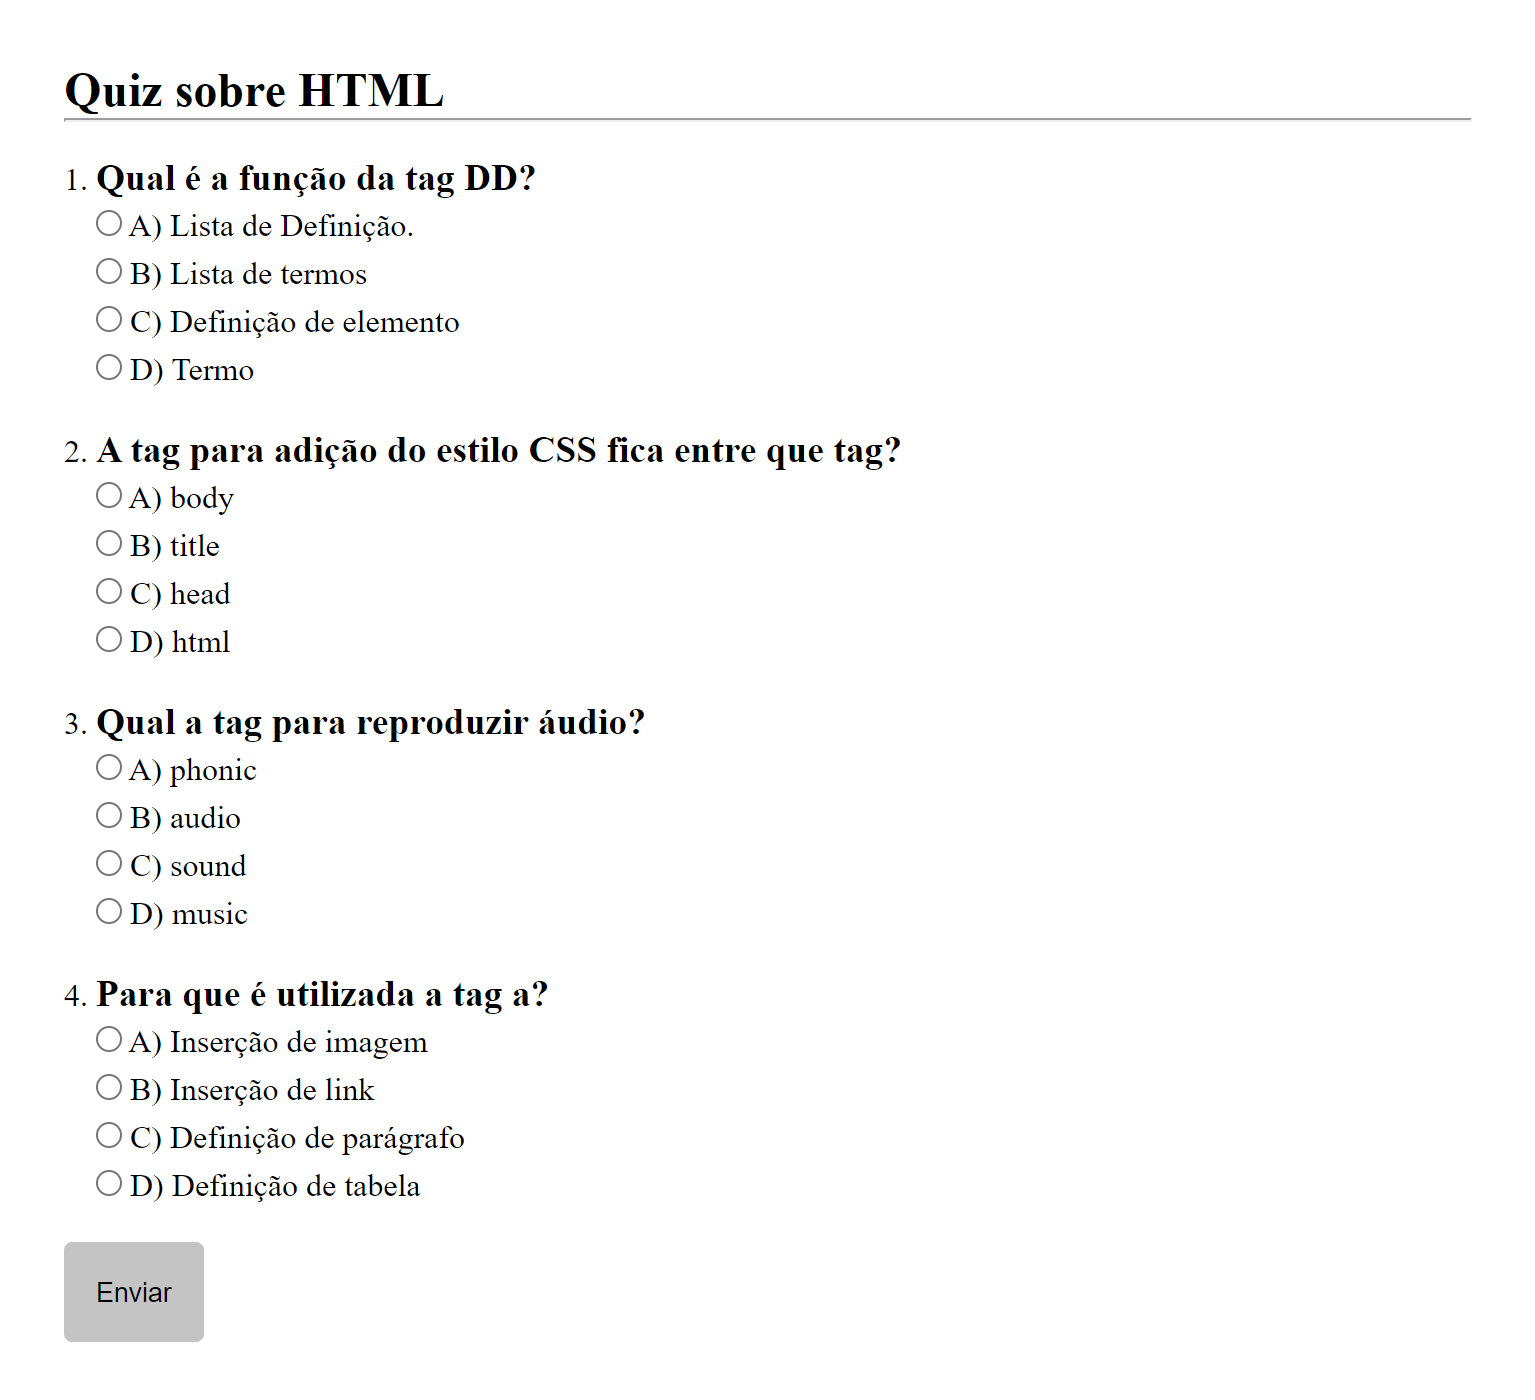 Quiz sobre HTML
1. Qual é a função da tag DD?
A) Lista de Definição.
B) Lista de termos
C) Definição de elemento
D) Termo
2. A tag para adição do estilo CSS fica entre que tag?
A) body
B) title
C) head
D) html
3. Qual a tag para reproduzir áudio?
A) phonic
B) audio
C) sound
D) music
4. Para que é utilizada a tag a?
A) Inserção de imagem
B) Inserção de link
C) Definição de parágrafo
D) Definição de tabela
Enviar